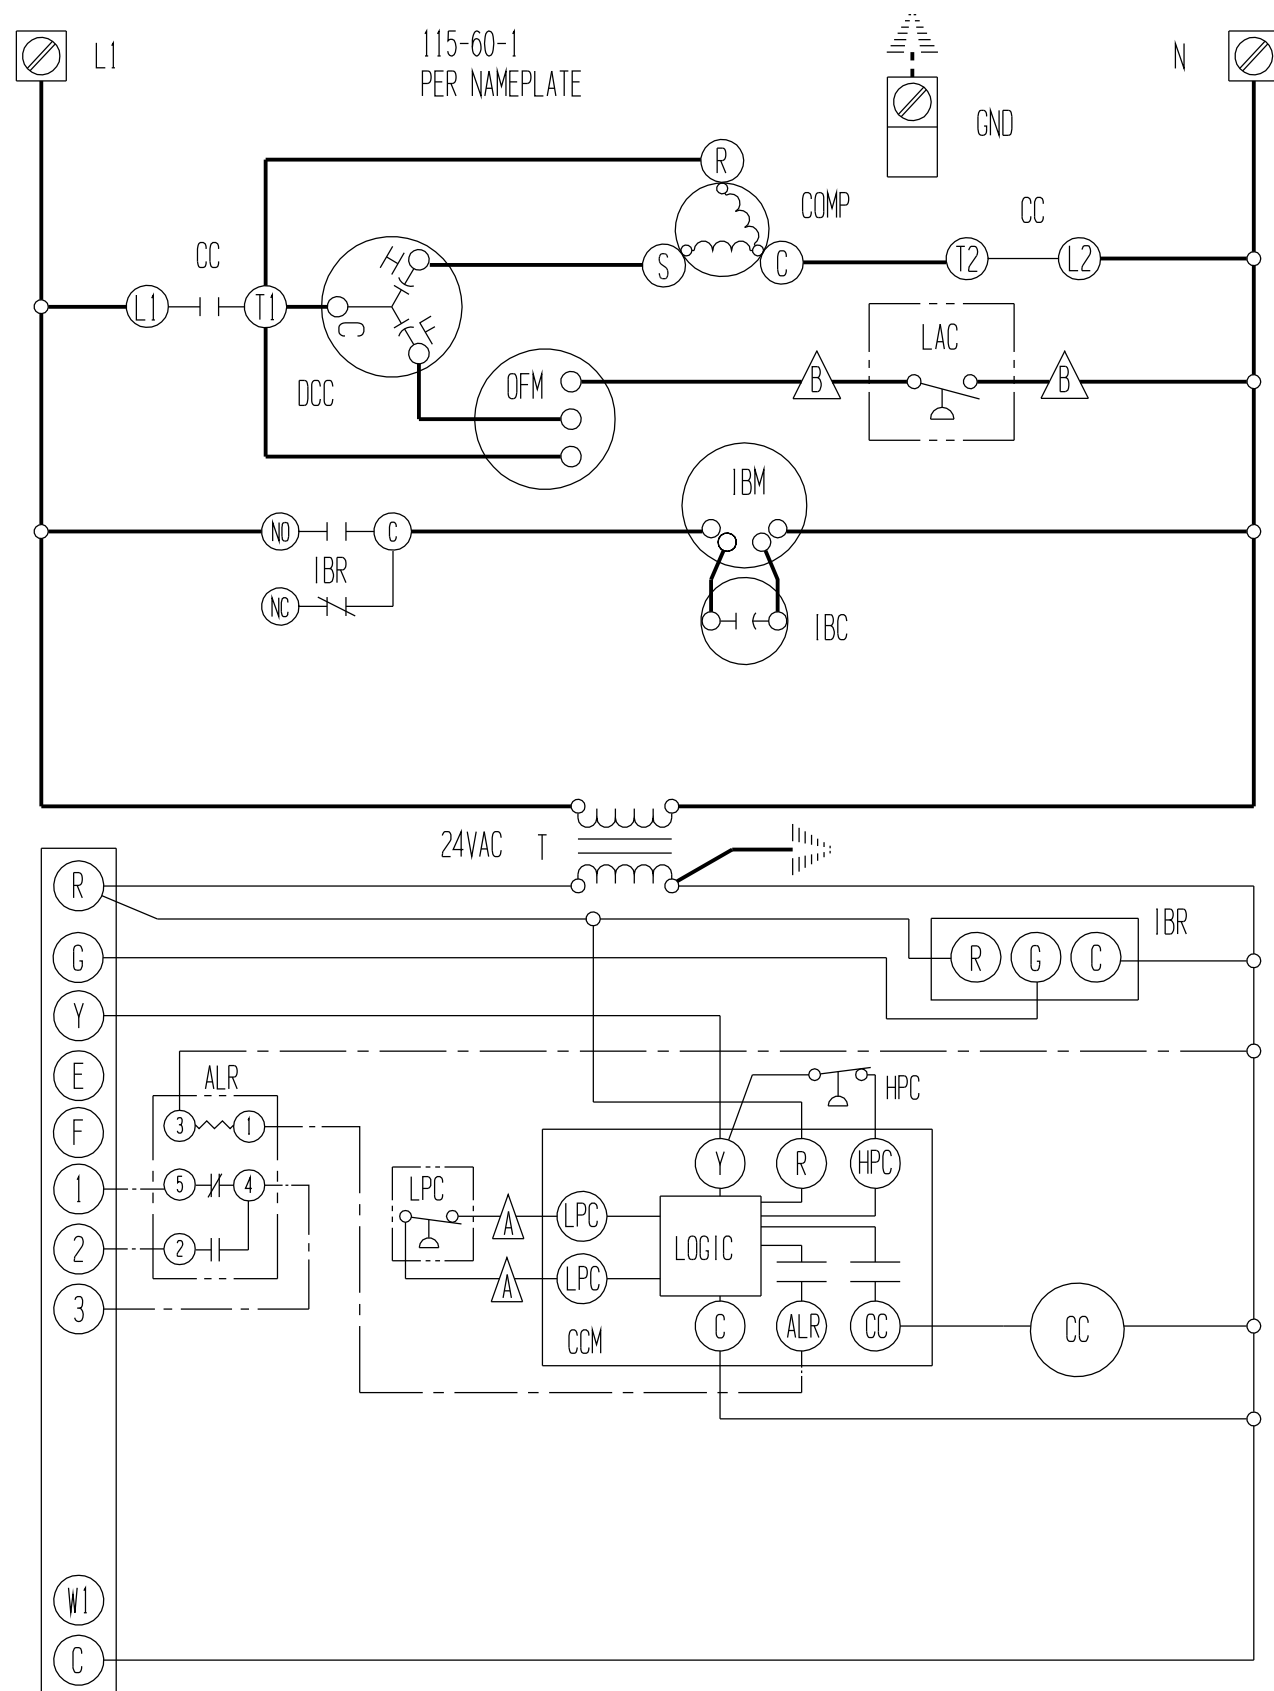 L1
115-60-1
PER NAMEPLATE
N
GND
R
COMP
CC
CC
H
S
C
T2
L2
L1
T1
C
F
LAC
DCC
OFM
B
B
IBM
NO
C
IBR
NC
IBC
24VAC T
R
IBR
G
R G C
Y
E
ALR
HPC
F
3 1
Y R HPC
1
5 4
LPC
A
LPC
2
2
LOGIC
A
LPC
3
C ALR CC
CC
CCM
W1
C